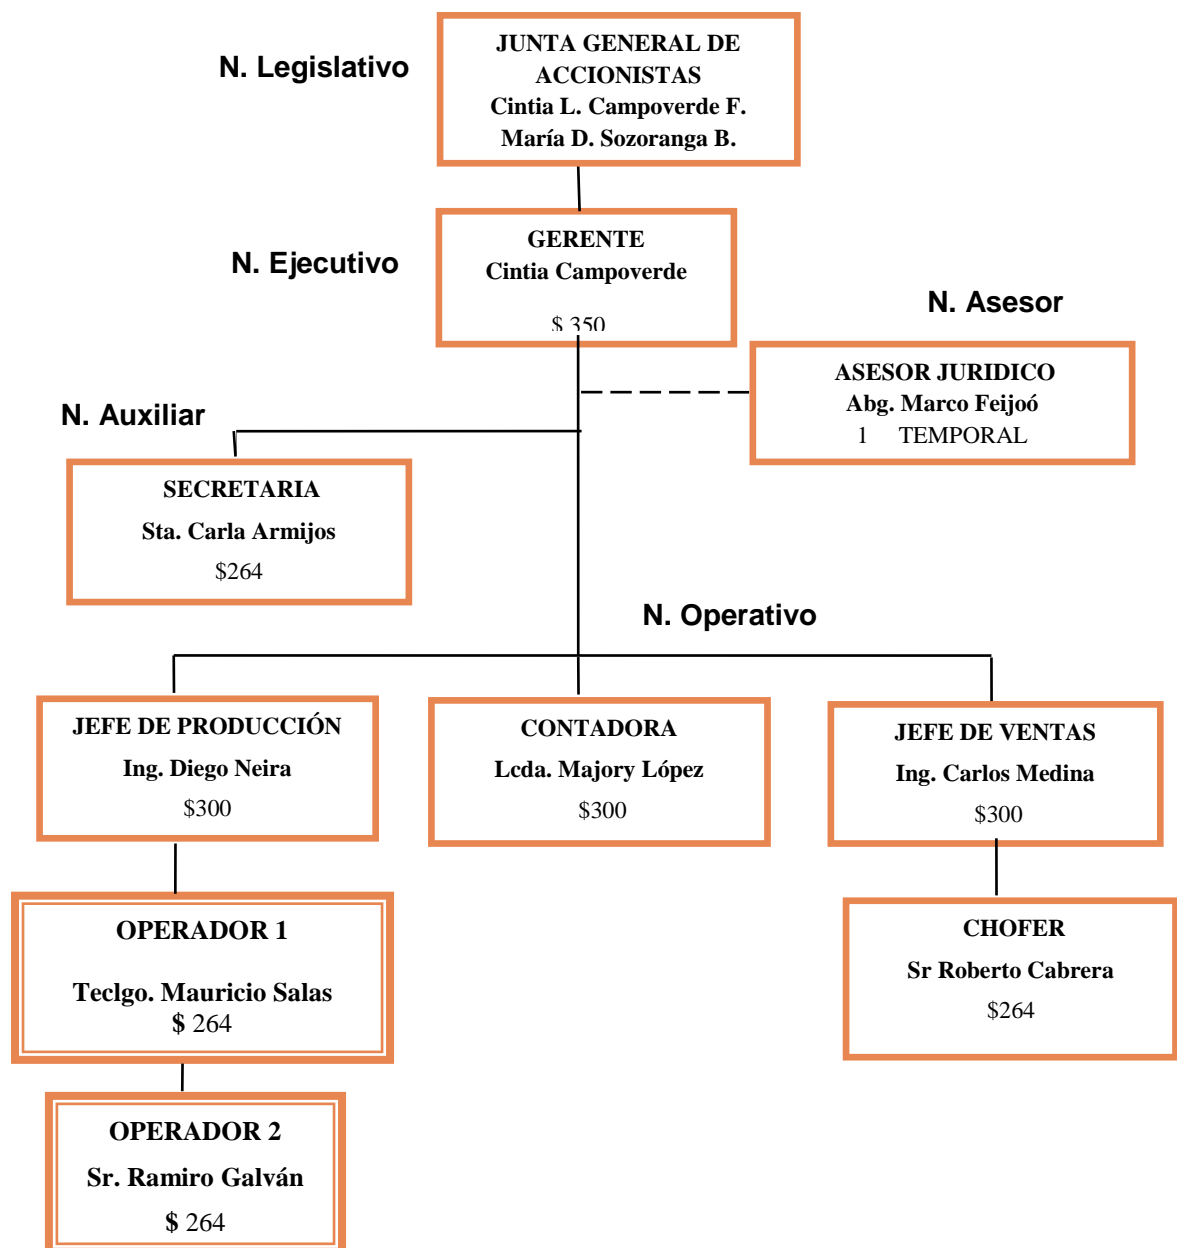 JUNTA GENERAL DE
ACCIONISTAS
Cintia L. Campoverde F.
María D. Sozoranga B.
N. Legislativo
GERENTE
Cintia Campoverde
$ 350
N. Ejecutivo
N. Asesor
ASESOR JURIDICO
Abg. Marco Feijoó
1 TEMPORAL
N. Auxiliar
SECRETARIA
Sta. Carla Armijos
$264
N. Operativo
JEFE DE PRODUCCIÓN
Ing. Diego Neira
$300
CONTADORA
Lcda. Majory López
$300
JEFE DE VENTAS
Ing. Carlos Medina
$300
OPERADOR 1
Teclgo. Mauricio Salas
$ 264
CHOFER
Sr Roberto Cabrera
$264
OPERADOR 2
Sr. Ramiro Galván
$ 264